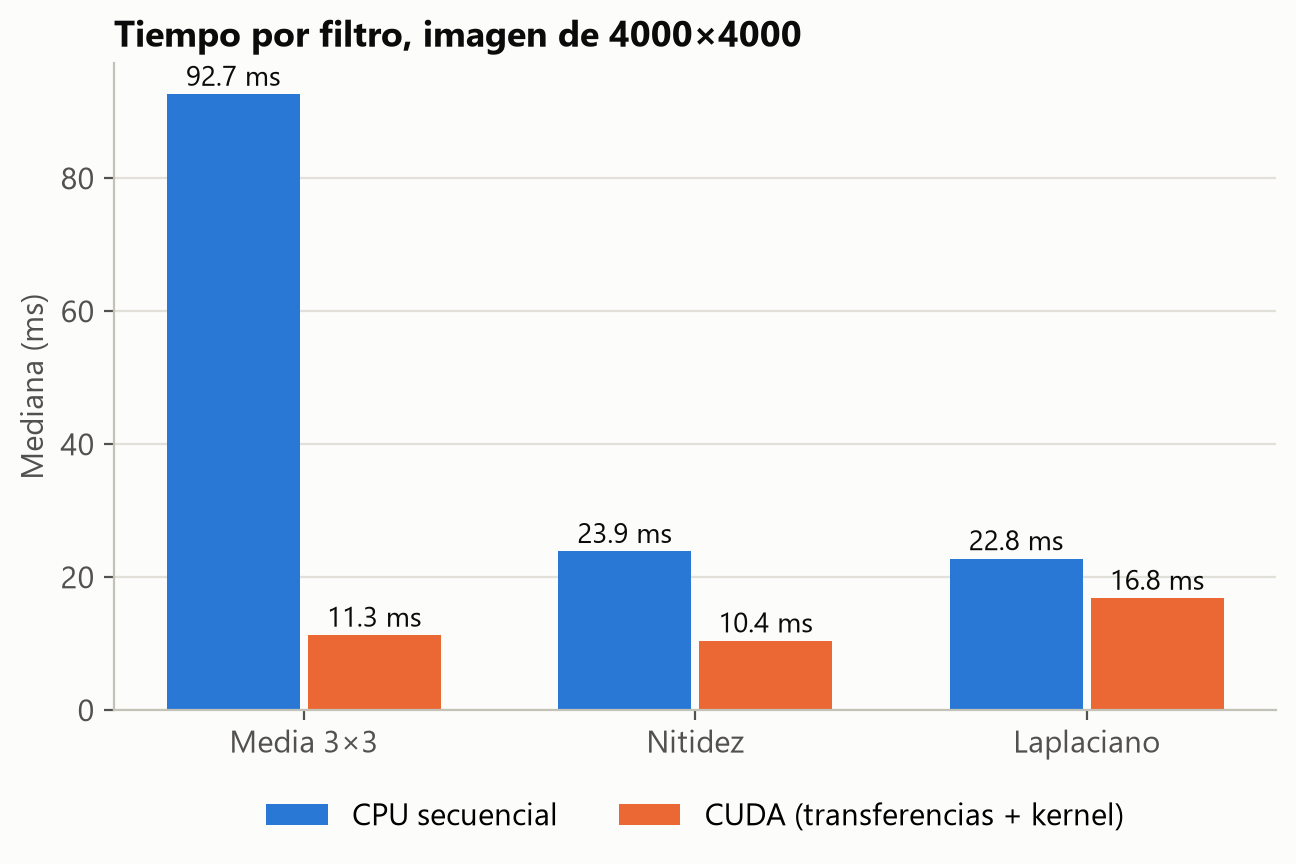 Tiempo por filtro, imagen de 4000×4000
92.7 ms
80
60
40
20
0
Mediana (ms)
11.3 ms
23.9 ms
10.4 ms
22.8 ms
16.8 ms
Media 3×3
Nitidez
Laplaciano
CPU secuencial
CUDA (transferencias + kernel)